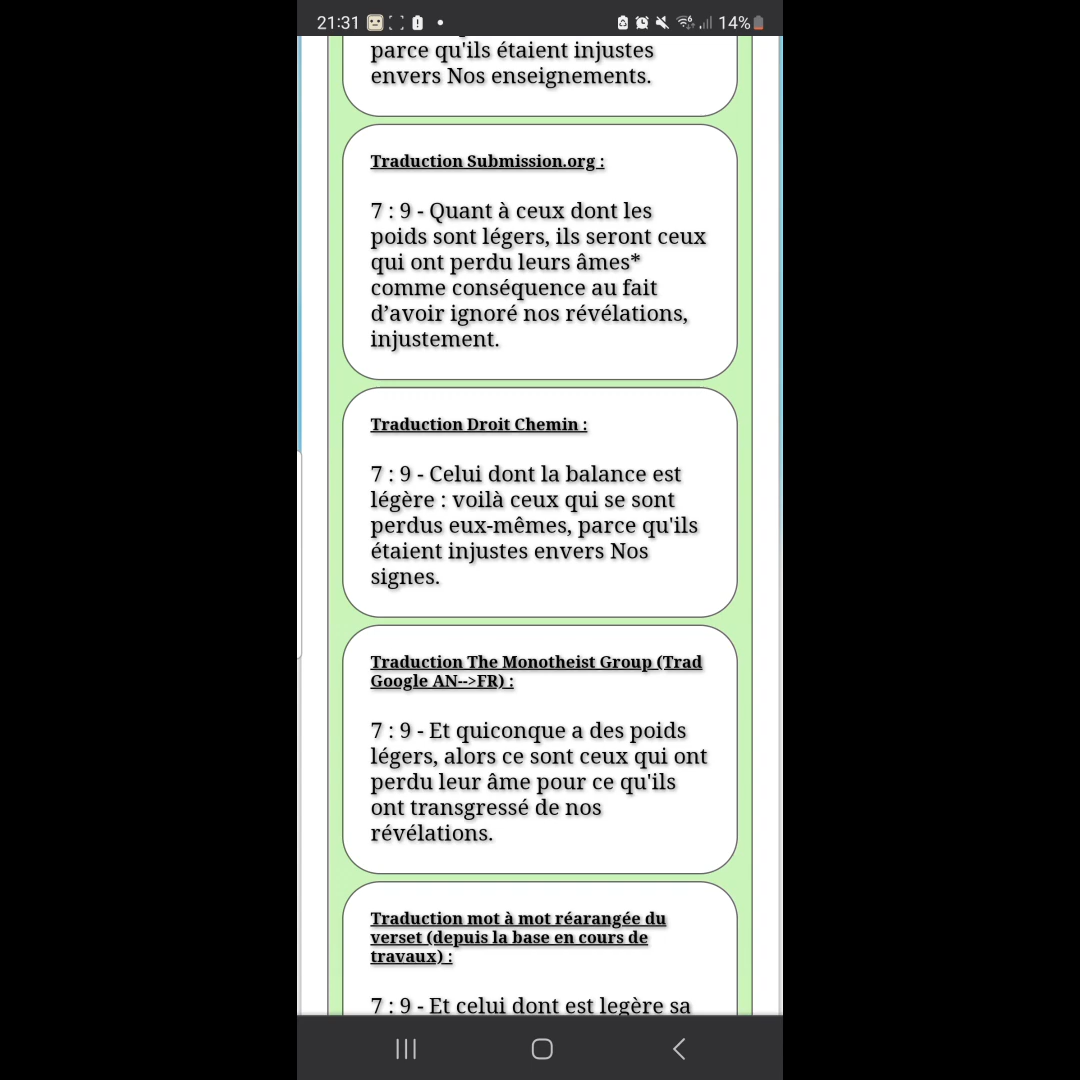 21:31
14%
parce qu'ils étaient injustes
envers Nos enseignements.
Traduction Submission.org :
7 : 9 - Quant à ceux dont les
poids sont légers, ils seront ceux
qui ont perdu leurs âmes*
comme conséquence au fait
d’avoir ignoré nos révélations,
injustement.
Traduction Droit Chemin :
7 : 9 - Celui dont la balance est
légère : voilà ceux qui se sont
perdus eux-mêmes, parce qu'ils
étaient injustes envers Nos
signes.
Traduction The Monotheist Group (Trad
Google AN-->FR) :
7 : 9 - Et quiconque a des poids
légers, alors ce sont ceux qui ont
perdu leur âme pour ce qu'ils
ont transgressé de nos
révélations.
Traduction mot à mot réarangée du
verset (depuis la base en cours de
travaux) :
7 : 9 - Et celui dont est legère sa